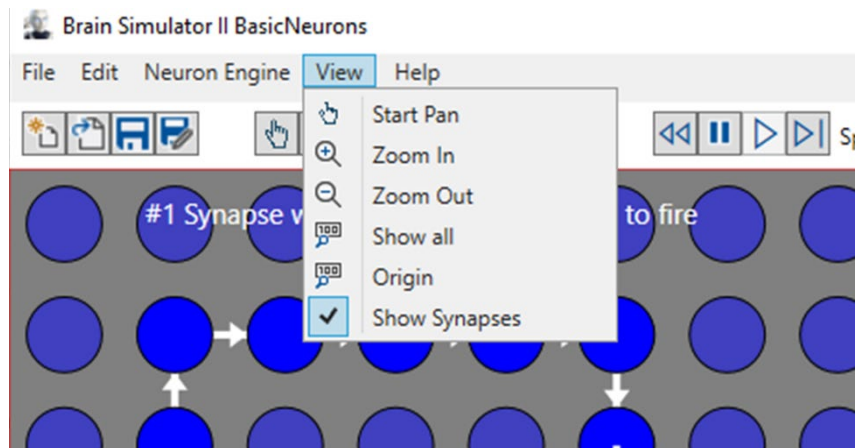 Brain Simulator II BasicNeurons
File Edit Neuron Engine View Help
Start Pan
Zoom In
Zoom Out
Show all
Origin
Show Synapses
#1 Synapse
to fire